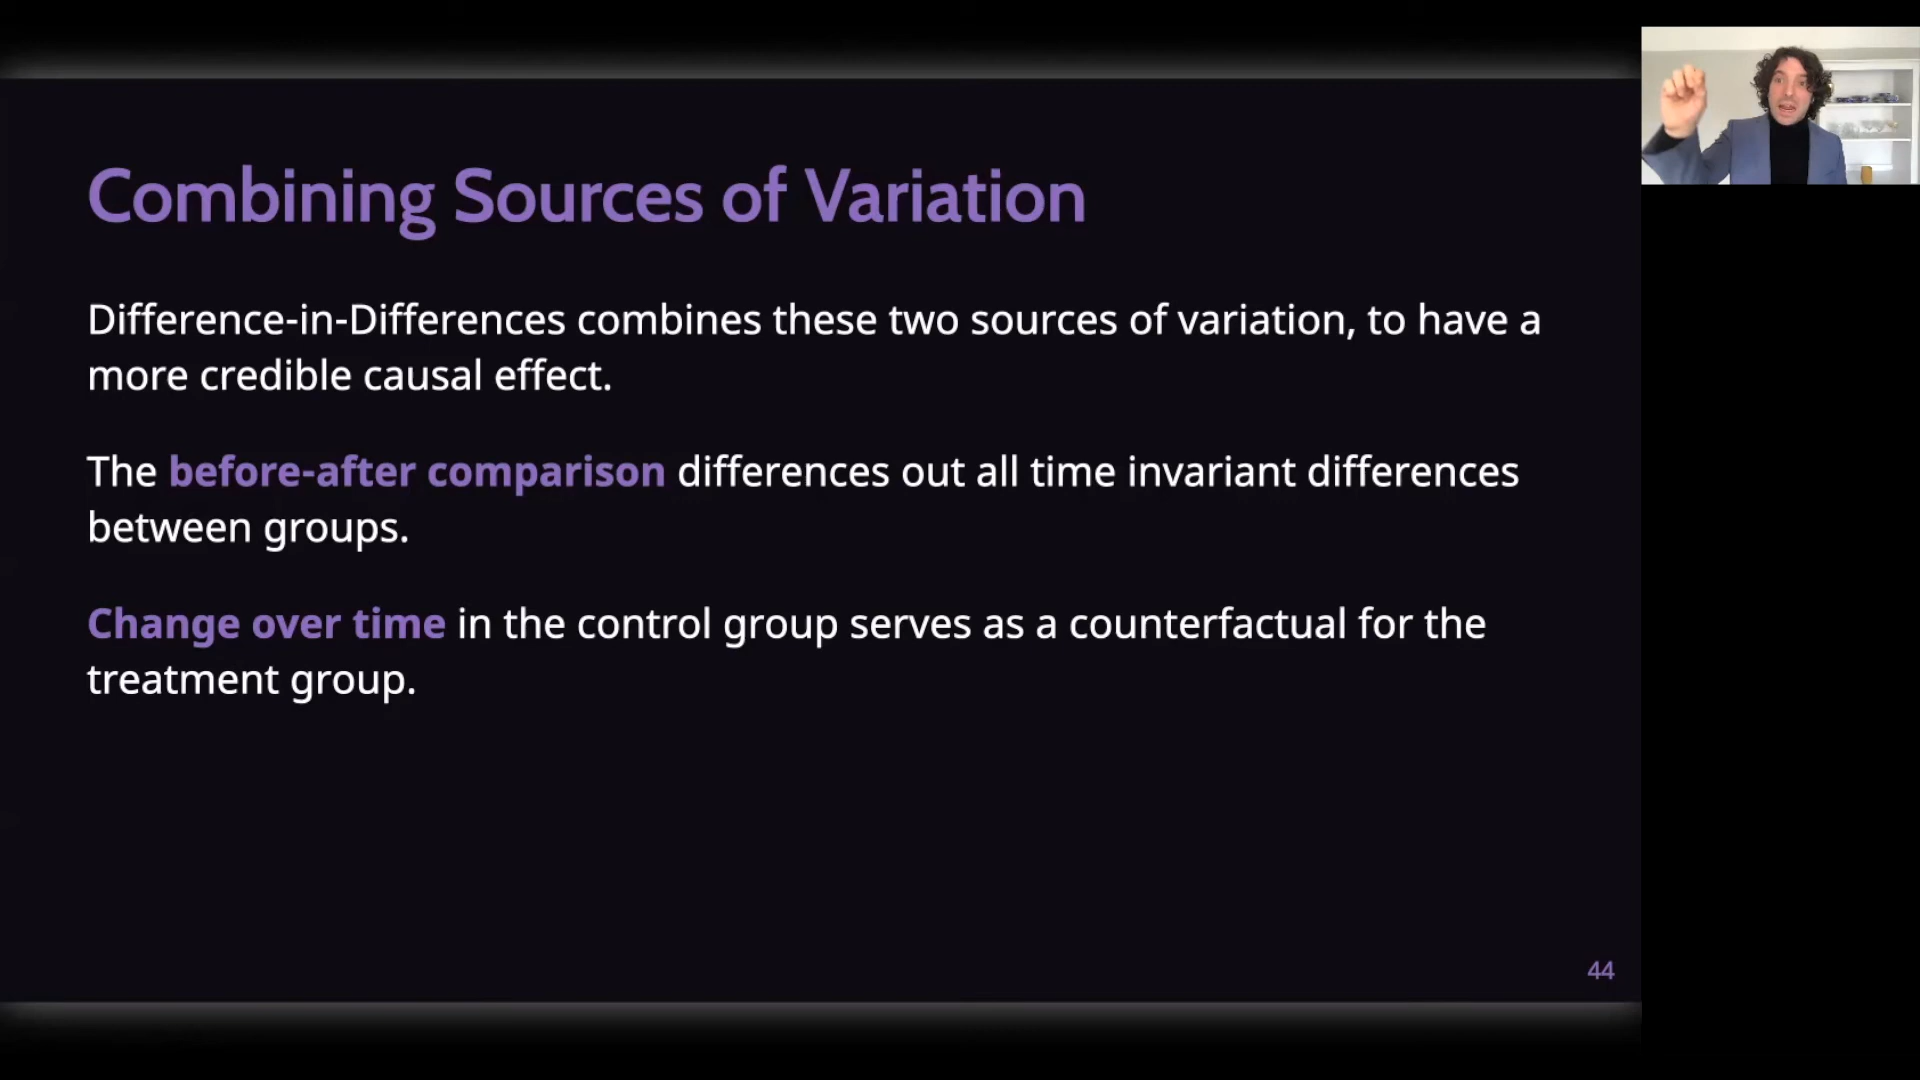 Combining Sources of Variation
Difference-in-Differences combines these two sources of variation, to have a
more credible causal effect.
The before-after comparison differences out all time invariant differences
between groups.
Change over time in the control group serves as a counterfactual for the
treatment group.
44